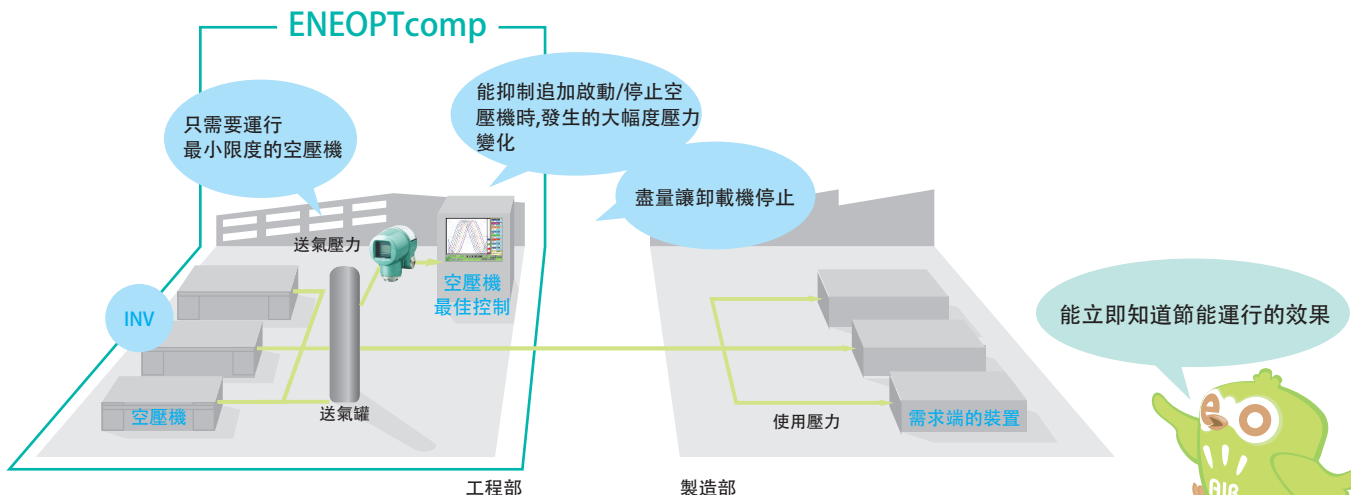 ENEOPTcomp
只需要運行
最小限度的空壓機
能抑制追加啟動/停止空
壓機時,發生的大幅度壓力
變化
盡量讓卸載機停止
送氣壓力
空壓機
最佳控制
INV
能立即知道節能運行的效果
空壓機
送氣罐
使用壓力
需求端的裝置
工程部
製造部
eo
AIR